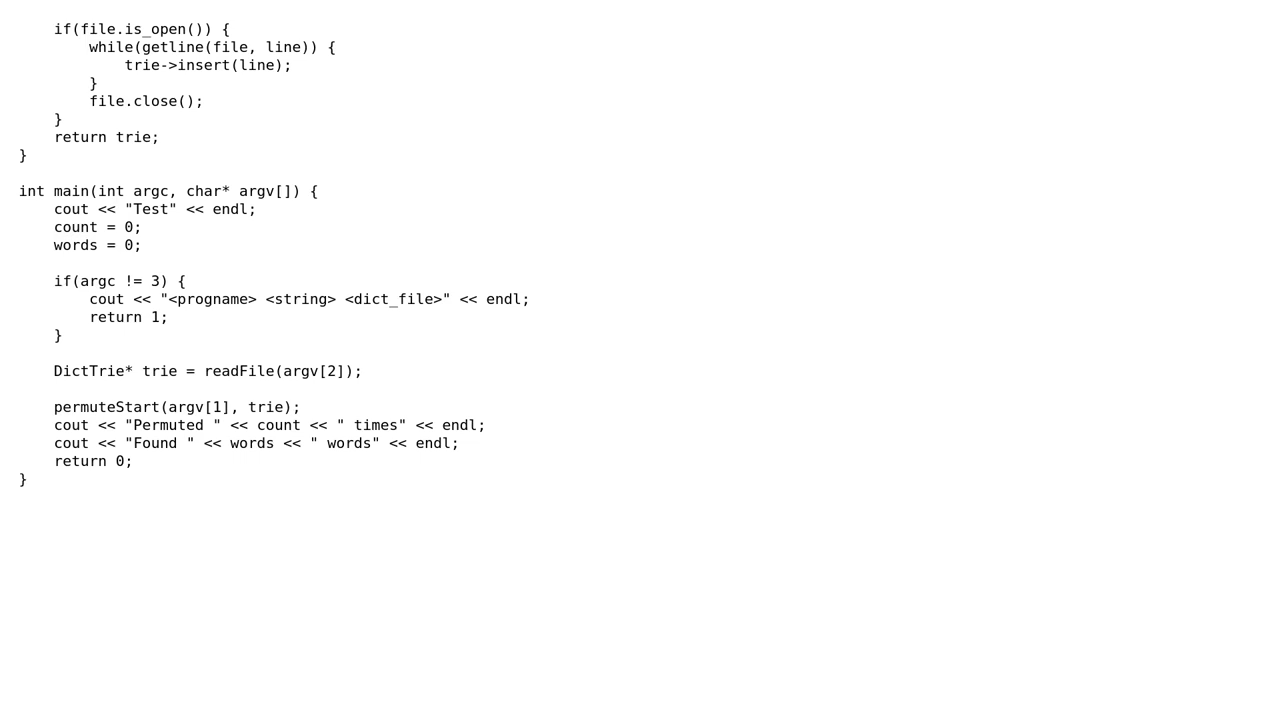 if(file.is_open()) {
        while(getline(file, line)) {
            trie->insert(line);
        }
        file.close();
    }
    return trie;
}

int main(int argc, char* argv[]) {
    cout << "Test" << endl;
    count = 0;
    words = 0;

    if(argc != 3) {
        cout << "<progname> <string> <dict_file>" << endl;
        return 1;
    }

    DictTrie* trie = readFile(argv[2]);

    permuteStart(argv[1], trie);
    cout << "Permuted " << count << " times" << endl;
    cout << "Found " << words << " words" << endl;
    return 0;
}